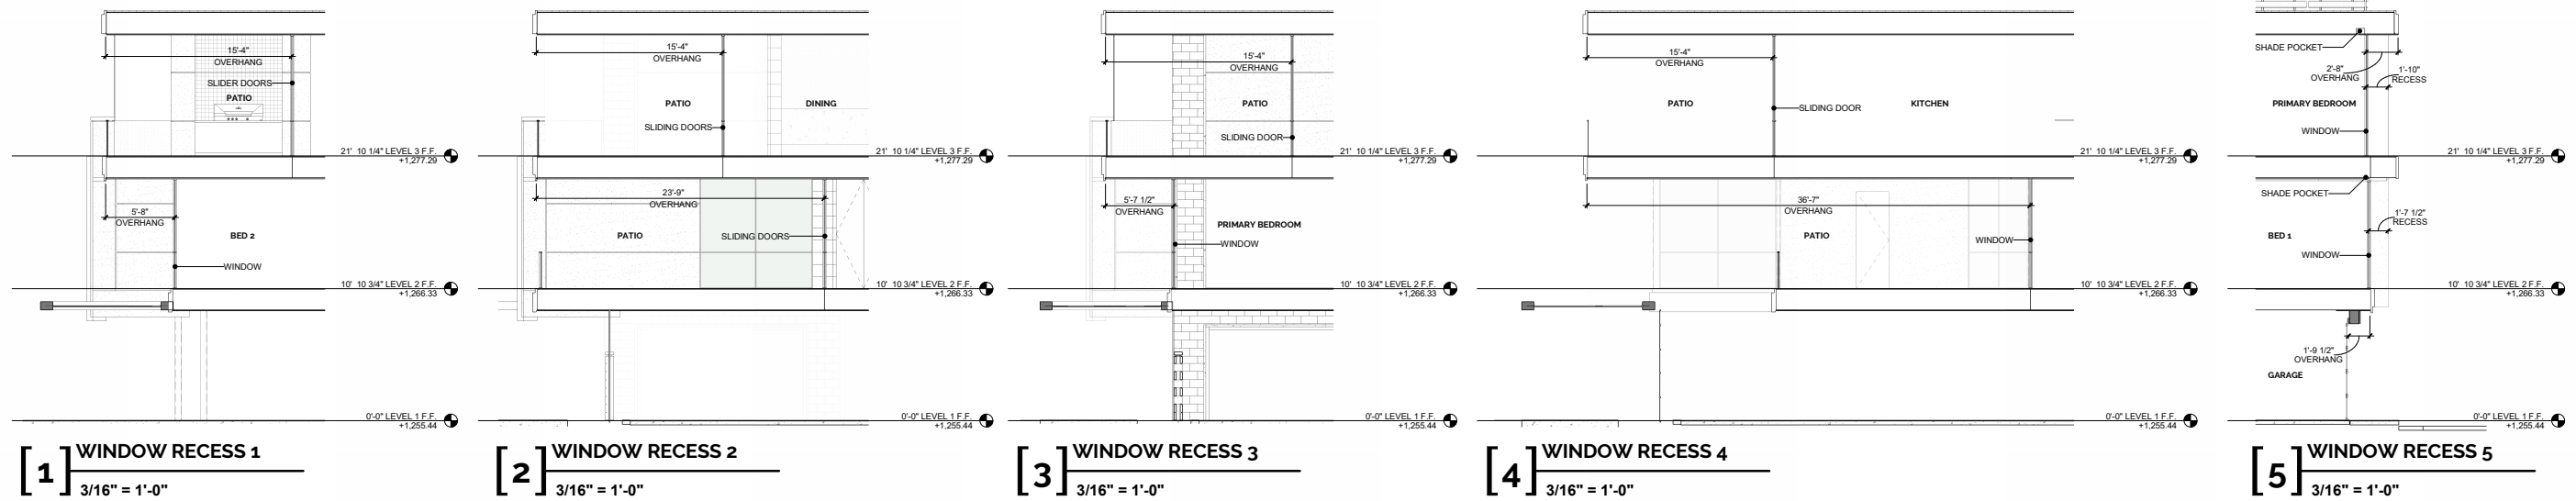 15'-4"
OVERHANG
SLIDER DOORS
PATIO
21' 10 1/4" LEVEL 3 F.F.
+1,277.29
5'-8"
OVERHANG
BED 2
WINDOW
10' 10 3/4" LEVEL 2 F.F.
+1,266.33
0'-0" LEVEL 1 F.F.
+1,255.44
[1] WINDOW RECESS 1
3/16" = 1'-0"
15'-4"
OVERHANG
PATIO
DINING
SLIDING DOORS
21' 10 1/4" LEVEL 3 F.F.
+1,277.29
23'-9"
OVERHANG
PATIO
SLIDING DOORS
10' 10 3/4" LEVEL 2 F.F.
+1,266.33
0'-0" LEVEL 1 F.F.
+1,255.44
[2] WINDOW RECESS 2
3/16" = 1'-0"
15'-4"
OVERHANG
PATIO
SLIDING DOOR
21' 10 1/4" LEVEL 3 F.F.
+1,277.29
5'-7 1/2"
OVERHANG
PRIMARY BEDROOM
WINDOW
10' 10 3/4" LEVEL 2 F.F.
+1,266.33
0'-0" LEVEL 1 F.F.
+1,255.44
[3] WINDOW RECESS 3
3/16" = 1'-0"
15'-4"
OVERHANG
PATIO
SLIDING DOOR
KITCHEN
21' 10 1/4" LEVEL 3 F.F.
+1,277.29
36'-7"
OVERHANG
PATIO
WINDOW
10' 10 3/4" LEVEL 2 F.F.
+1,266.33
0'-0" LEVEL 1 F.F.
+1,255.44
[4] WINDOW RECESS 4
3/16" = 1'-0"
SHADE POCKET
2'-8"
OVERHANG
1'-10"
RECESS
PRIMARY BEDROOM
WINDOW
21' 10 1/4" LEVEL 3 F.F.
+1,277.29
SHADE POCKET
1'-7 1/2"
RECESS
BED 1
WINDOW
10' 10 3/4" LEVEL 2 F.F.
+1,266.33
1'-9 1/2"
OVERHANG
GARAGE
0'-0" LEVEL 1 F.F.
+1,255.44
[5] WINDOW RECESS 5
3/16" = 1'-0"